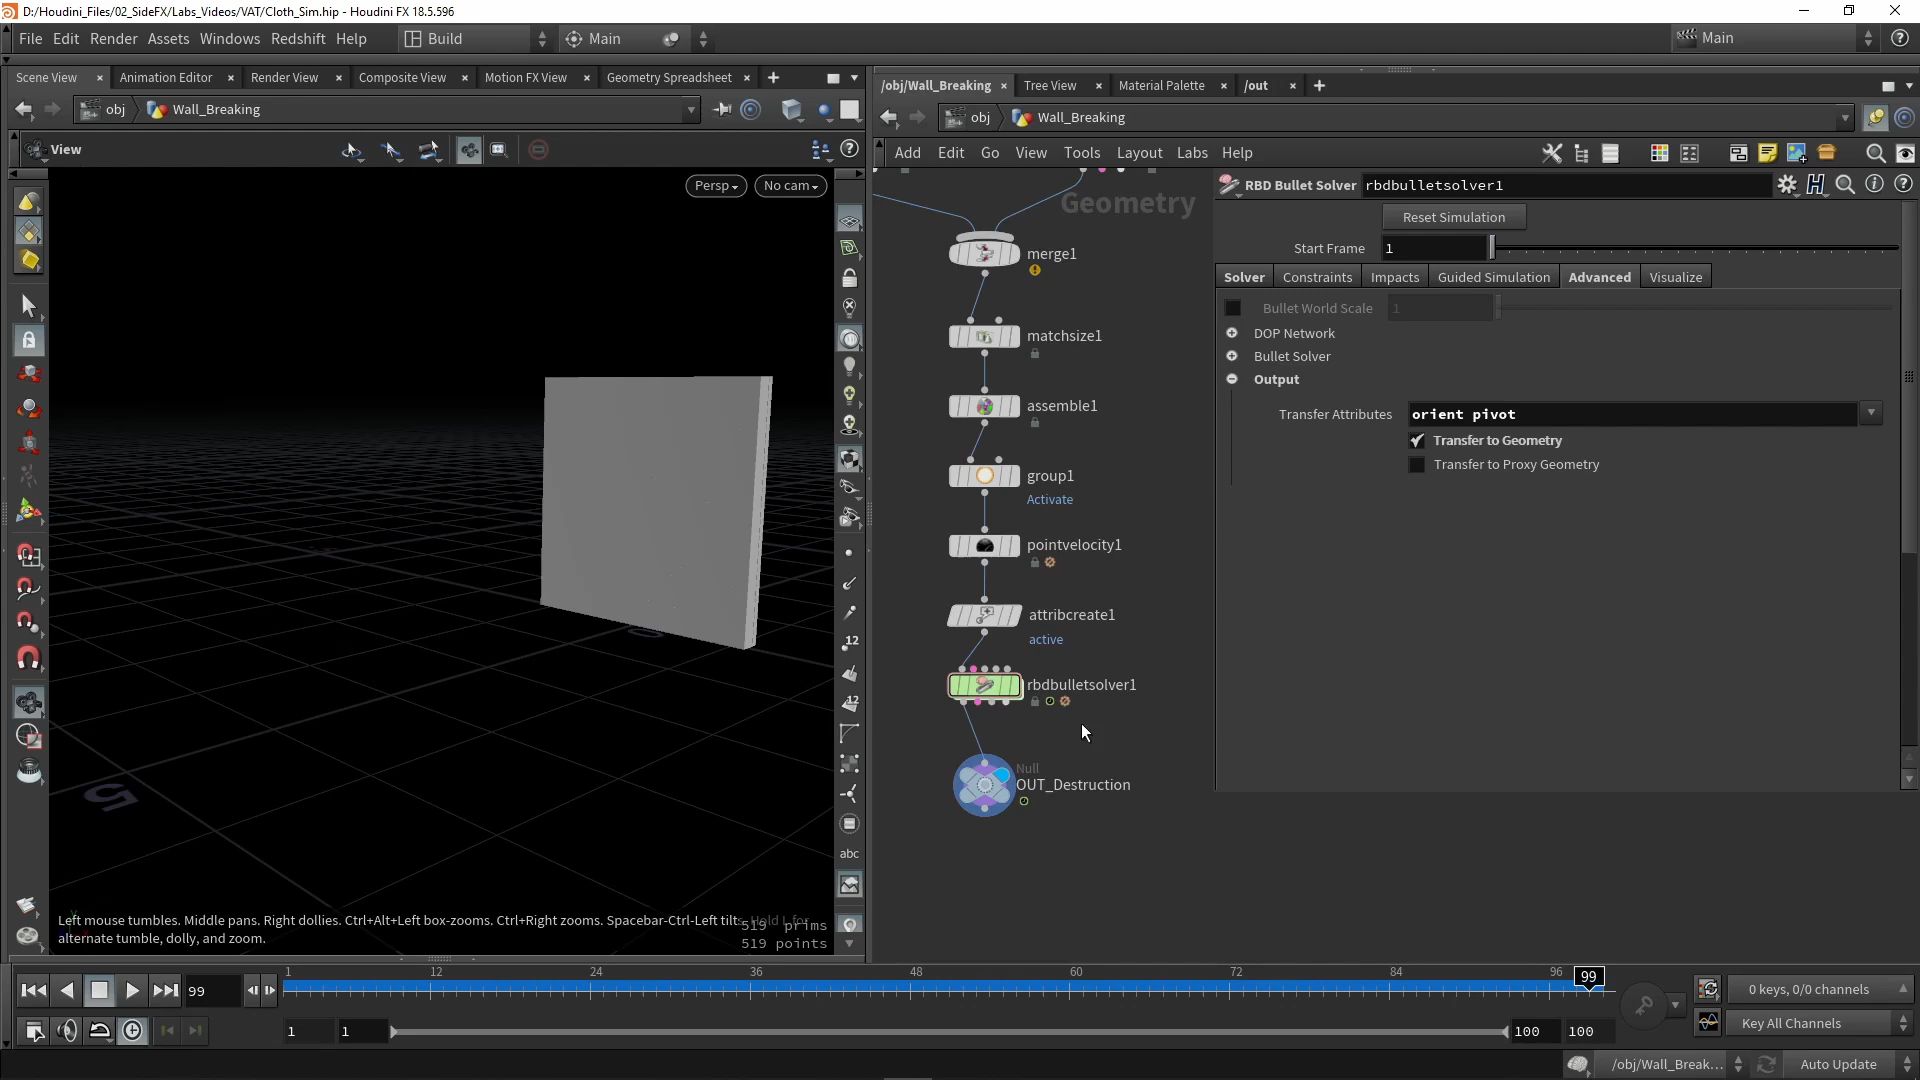 D:/Houdini_Files/02_SideFX/Labs_Videos/VAT/Cloth_Sim.hip - Houdini FX 18.5.596
File Edit Render Assets Windows Redshift Help Build Main Main
Scene View Animation Editor Render View Composite View Motion FX View Geometry Spreadsheet
/obj/Wall_Breaking Tree View Material Palette /out
obj Wall_Breaking
obj Wall_Breaking
View
Add Edit Go View Tools Layout Labs Help
Persp No cam
Geometry
RBD Bullet Solver rbdbulletsolver1
Reset Simulation
Start Frame 1
Solver Constraints Impacts Guided Simulation Advanced Visualize
Bullet World Scale 1
DOP Network
Bullet Solver
Output
Transfer Attributes orient pivot
Transfer to Geometry
Transfer to Proxy Geometry
merge1
matchsize1
assemble1
group1
Activate
pointvelocity1
attribcreate1
active
rbdbulletsolver1
Null
OUT_Destruction
12
12
abc
5
0
Left mouse tumbles. Middle pans. Right dollies. Ctrl+Alt+Left box-zooms. Ctrl+Right zooms. Spacebar-Ctrl-Left tilts. Hold L for
alternate tumble, dolly, and zoom.
519 prims
519 points
99
1 12 24 36 48 60 72 84 96 99
1 1 100 100
0 keys, 0/0 channels
Key All Channels
/obj/Wall_Break... Auto Update